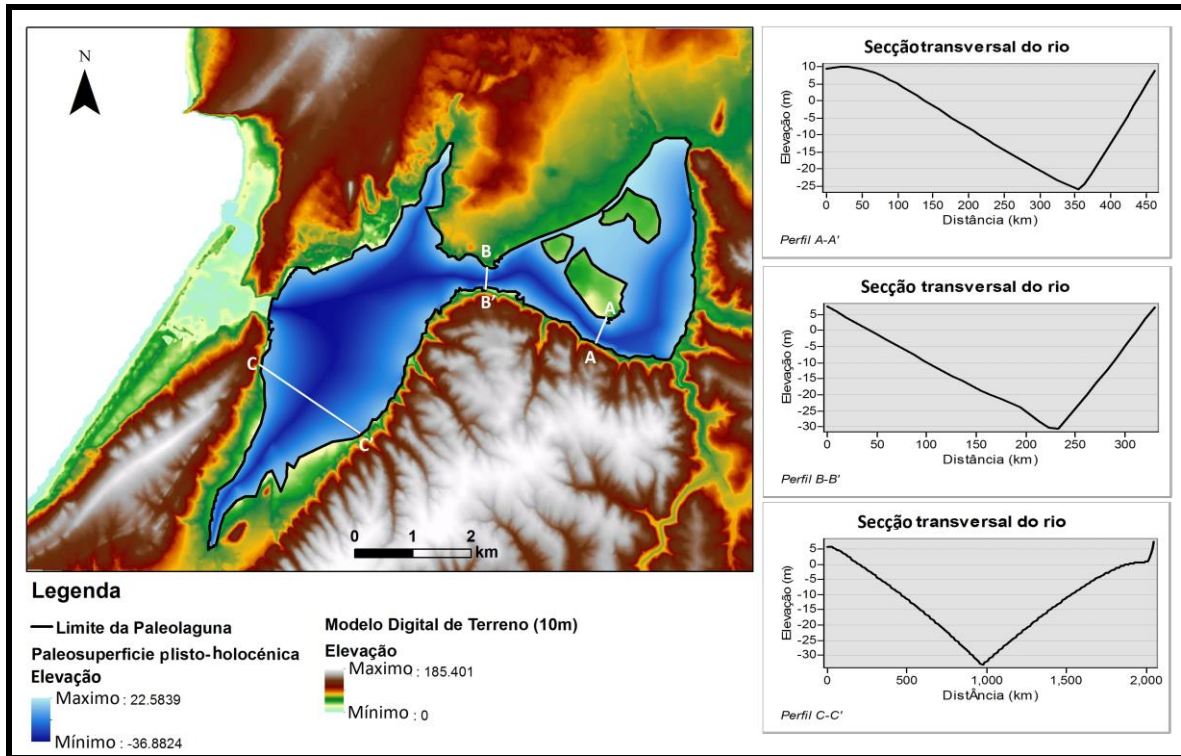 N
B
B'
A
A
C
C
0 1 2
km
Legenda
Limite da Paleolaguna
Paleosuperficie plisto-holocénica
Elevação
Maximo : 22.5839
Mínimo : -36.8824
Modelo Digital de Terreno (10m)
Elevação
Maximo : 185.401
Mínimo : 0
Secção transversal do rio
Elevação (m)
10
5
0
-5
-10
-15
-20
-25
0 50 100 150 200 250 300 350 400 450
Distância (km)
Perfil A-A'
Secção transversal do rio
Elevação (m)
5
0
-5
-10
-15
-20
-25
-30
0 50 100 150 200 250 300
Distância (km)
Perfil B-B'
Secção transversal do rio
Elevação (m)
5
0
-5
-10
-15
-20
-25
-30
0 500 1,000 1,500 2,000
DistÂncia (km)
Perfil C-C'